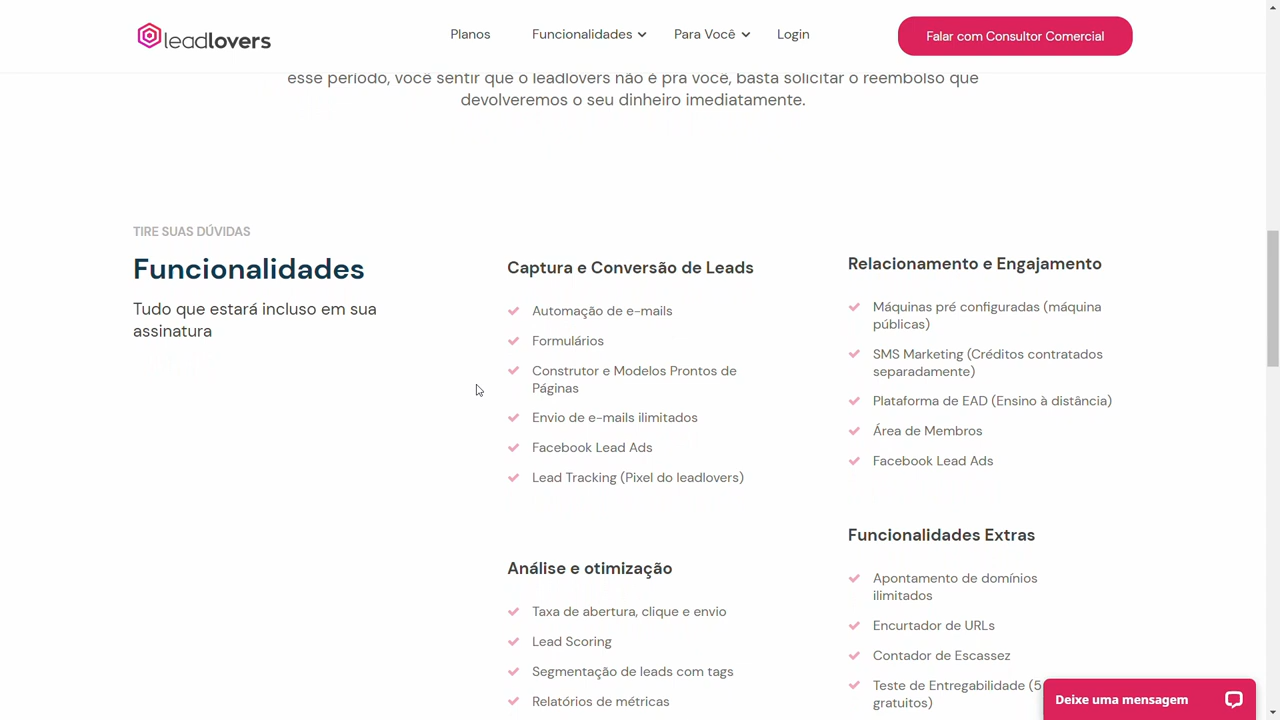 leadlovers
Planos
Funcionalidades
Para Você
Login
Falar com Consultor Comercial
esse período, você sentir que o leadlovers não é pra você, basta solicitar o reembolso que
devolveremos o seu dinheiro imediatamente.
TIRE SUAS DÚVIDAS
Funcionalidades
Tudo que estará incluso em sua
assinatura
Captura e Conversão de Leads
Automação de e-mails
Formulários
Construtor e Modelos Prontos de
Páginas
Envio de e-mails ilimitados
Facebook Lead Ads
Lead Tracking (Pixel do leadlovers)
Análise e otimização
Taxa de abertura, clique e envio
Lead Scoring
Segmentação de leads com tags
Relatórios de métricas
Relacionamento e Engajamento
Máquinas pré configuradas (máquina
públicas)
SMS Marketing (Créditos contratados
separadamente)
Plataforma de EAD (Ensino à distância)
Área de Membros
Facebook Lead Ads
Funcionalidades Extras
Apontamento de domínios
ilimitados
Encurtador de URLs
Contador de Escassez
Teste de Entregabilidade (5
gratuitos)
Deixe uma mensagem